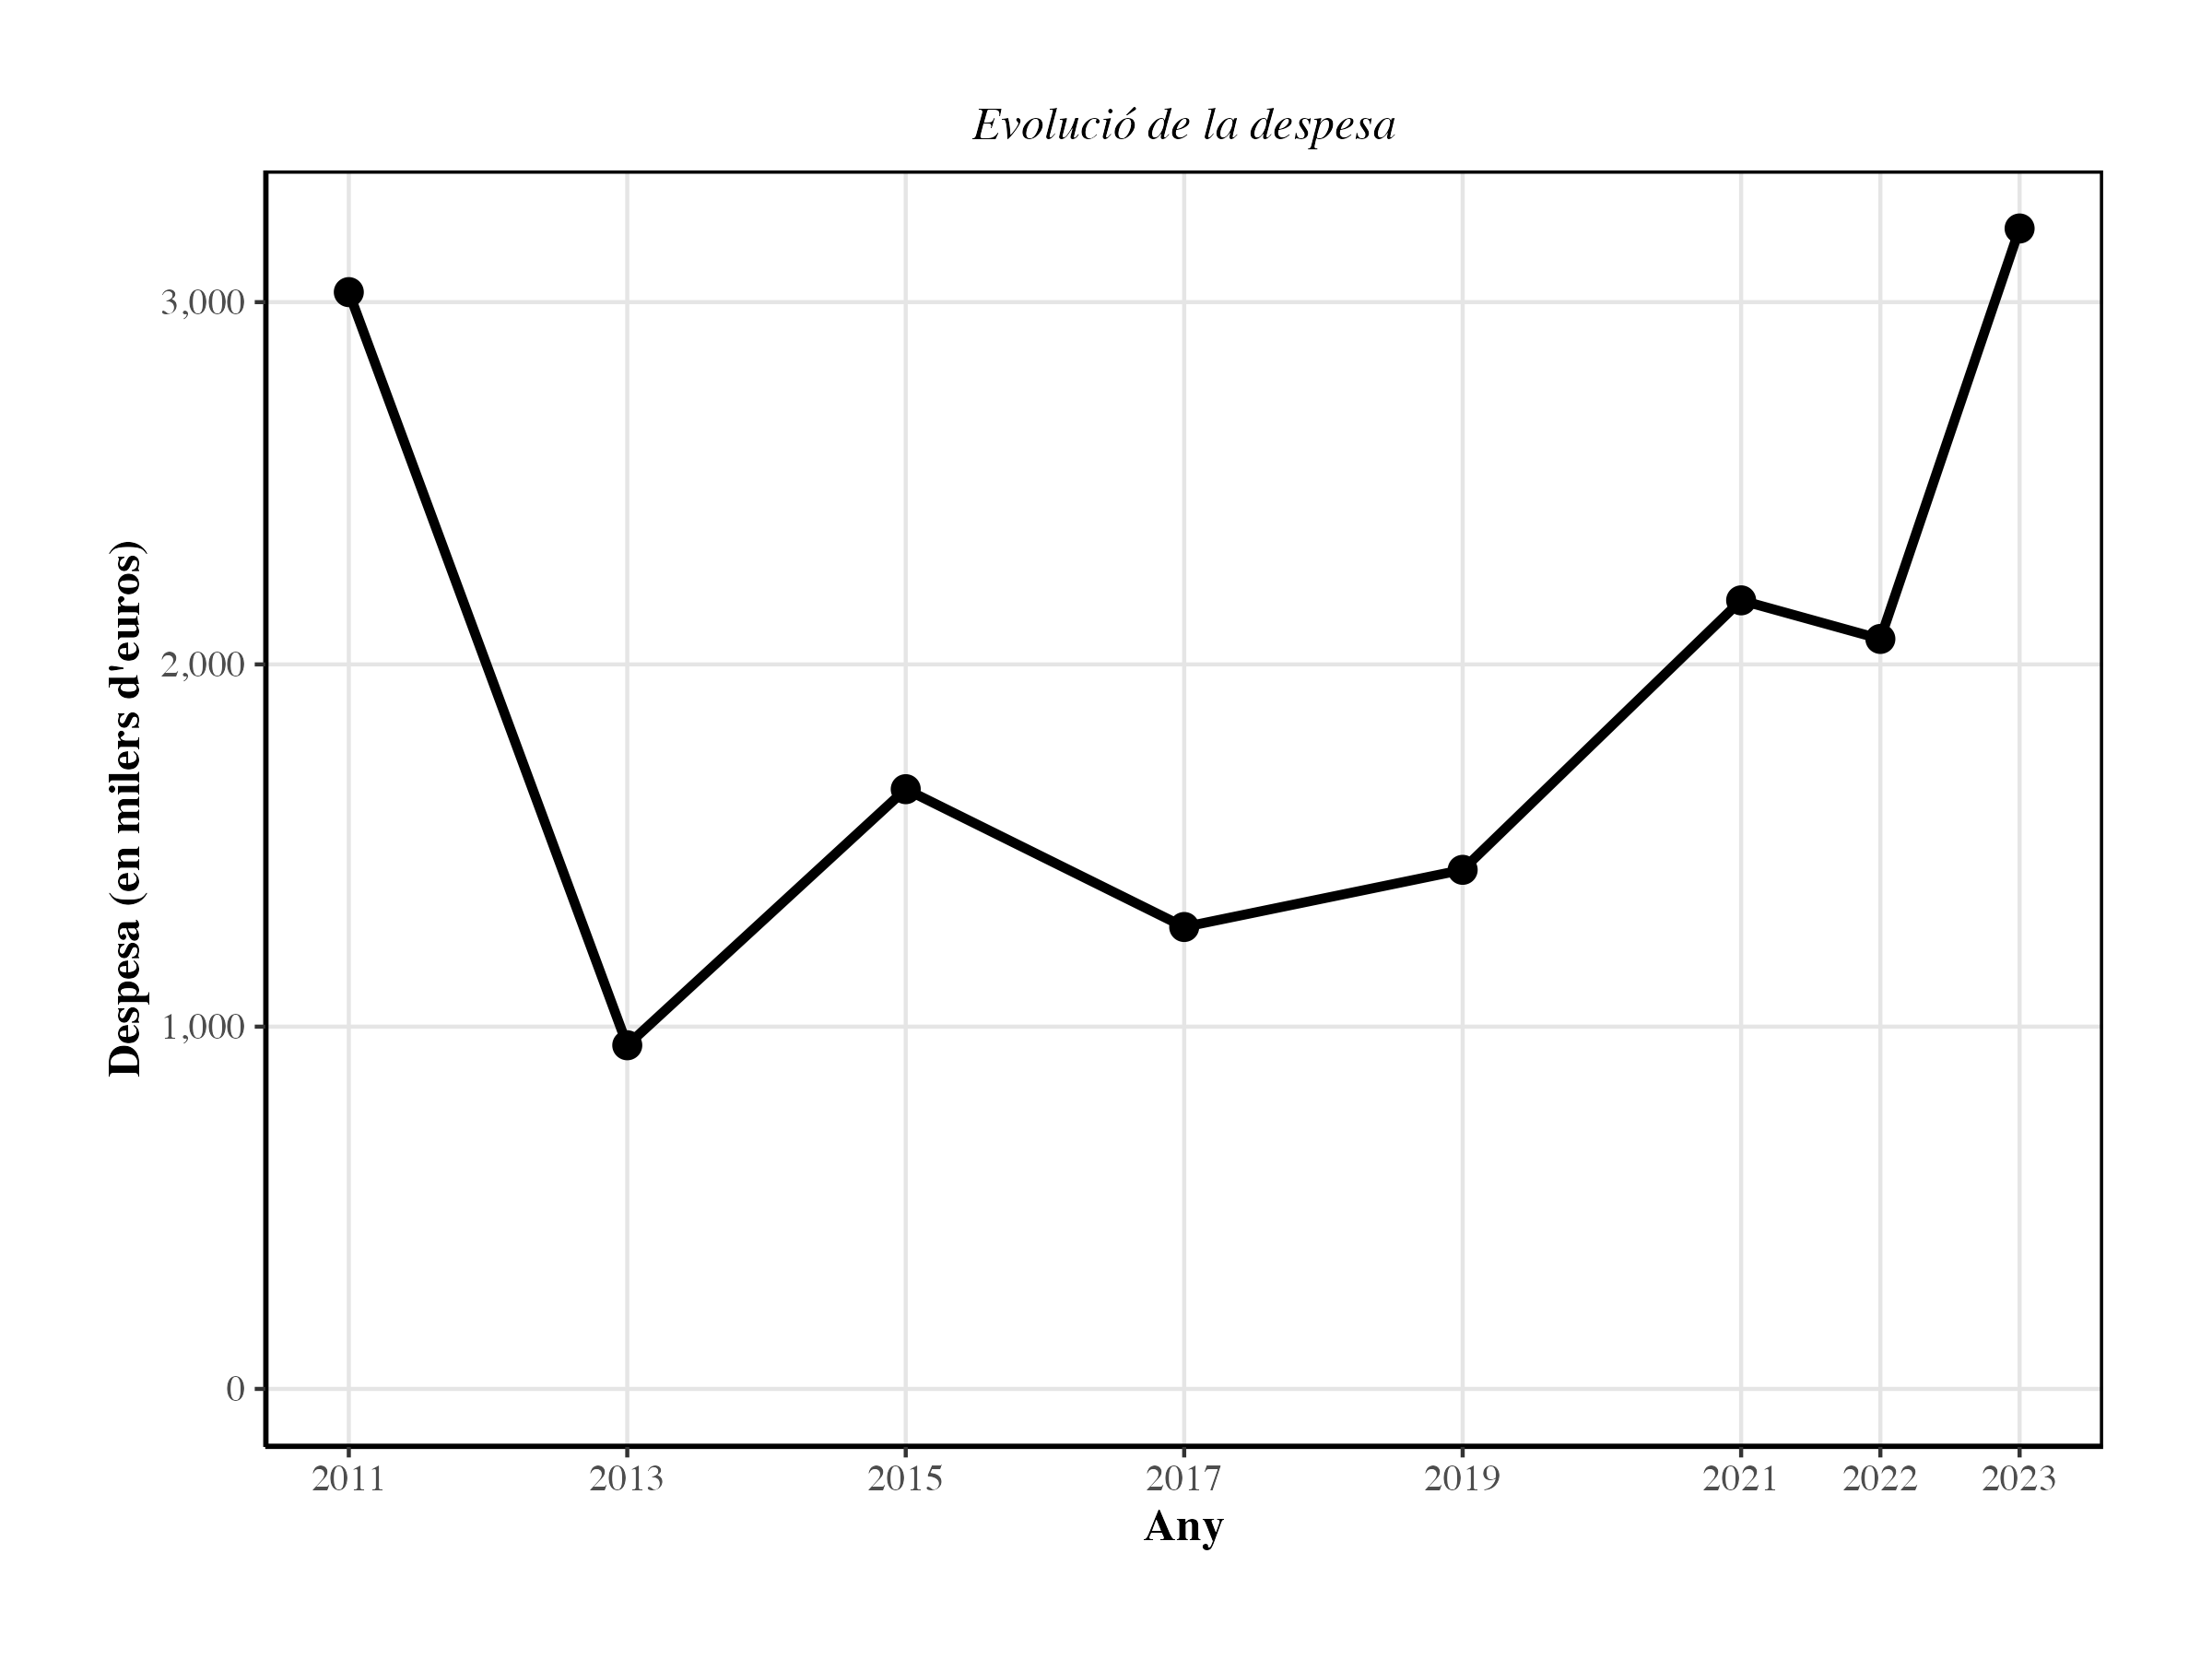 Evolució de la despesa
Despesa (en milers d'euros)
3,000
2,000
1,000
0
2011 2013 2015 2017 2019 2021 2022 2023
Any